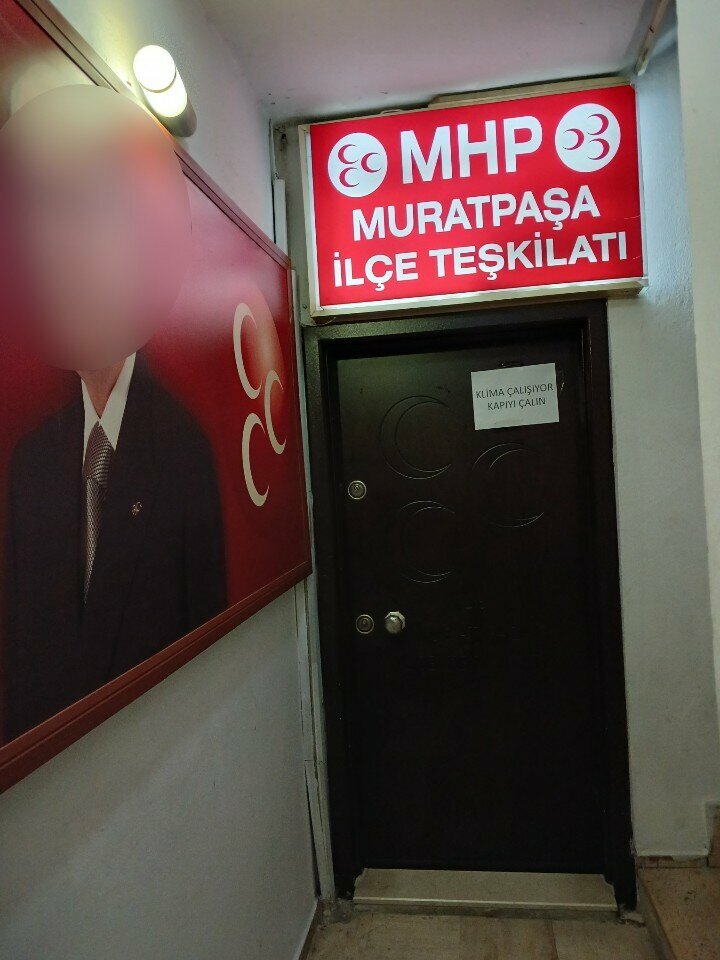 MHP
MURATPAŞA
İLÇE TEŞKİLATI
KLİMA ÇALIŞIYOR
KAPIYI ÇALIN